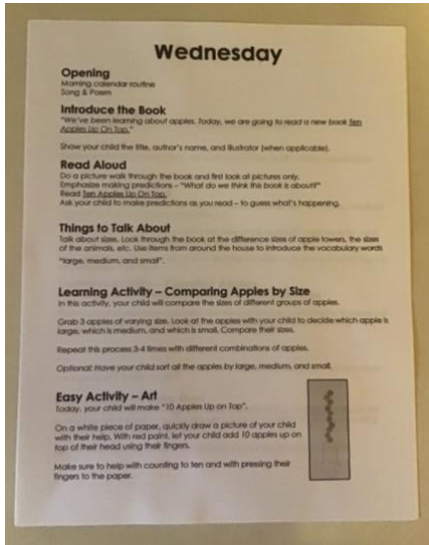 Wednesday
Opening
Morning calendar routine
Song & Poem
Introduce the Book
"We've been learning about apples. Today, we are going to read a new book Ten
Apples Up On Top."
Show your child the title, author's name, and illustrator (when applicable).
Read Aloud
Do a picture walk through the book and first look at pictures only.
Emphasize making predictions – "What do we think this book is about?"
Read Ten Apples Up On Top.
Ask your child to make predictions as you read – to guess what's happening.
Things to Talk About
Talk about sizes. Look through the book at the difference sizes of apple towers, the sizes
of the animals, etc. Use items from around the house to introduce the vocabulary words
"large, medium, and small".
Learning Activity – Comparing Apples by Size
In this activity, your child will compare the sizes of different groups of apples.
Grab 3 apples of varying size. Look at the apples with your child to decide which apple is
large, which is medium, and which is small. Compare their sizes.
Repeat this process 3-4 times with different combinations of apples.
Optional: Have your child sort all the apples by large, medium, and small.
Easy Activity – Art
Today, your child will make "10 Apples Up on Top".
On a white piece of paper, quickly draw a picture of your child
with their help. With red paint, let your child add 10 apples up on
top of their head using their fingers.
Make sure to help with counting to ten and with pressing their
fingers to the paper.